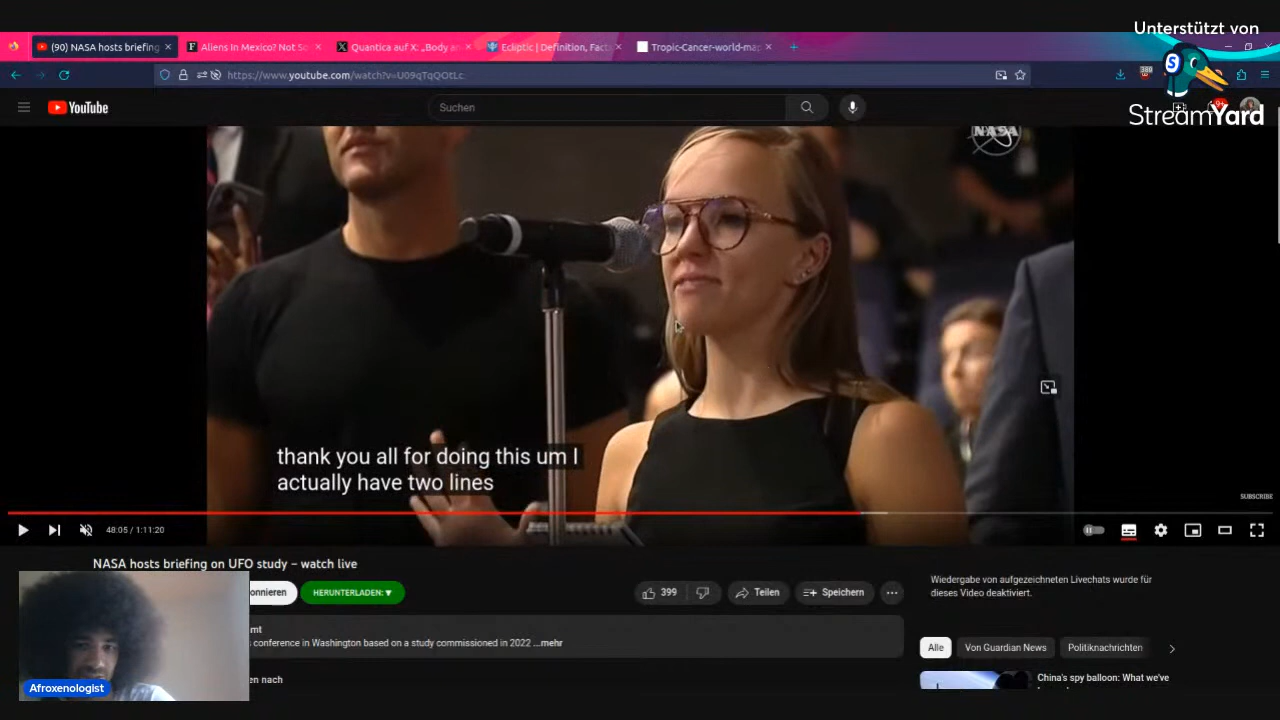 Unterstützt von
StreamYard
(90) NASA hosts briefing
Aliens In Mexico? Not So
Quantica auf X: „Body an
Ecliptic | Definition, Fact
Tropic-Cancer-world-ma
https://www.youtube.com/watch?v=U09qTqQOtLc
YouTube
Suchen
NASA
thank you all for doing this um I
actually have two lines
SUBSCRIBE
48:05 / 1:11:20
NASA hosts briefing on UFO study – watch live
onnieren
HERUNTERLADEN: ▼
399
Teilen
Speichern
Wiedergabe von aufgezeichneten Livechats wurde für
dieses Video deaktiviert.
mt
conference in Washington based on a study commissioned in 2022 ...mehr
en nach
Alle
Von Guardian News
Politiknachrichten
China's spy balloon: What we've
Afroxenologist